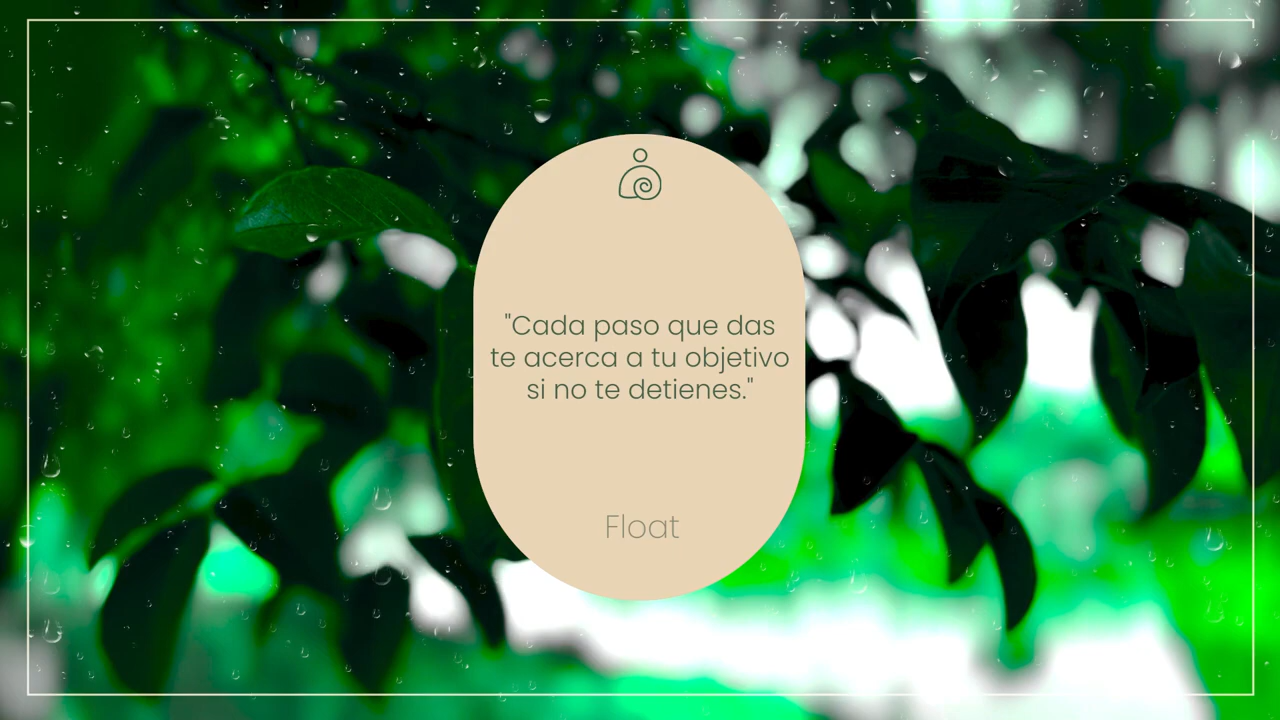 "Cada paso que das
te acerca a tu objetivo
si no te detienes."
Float